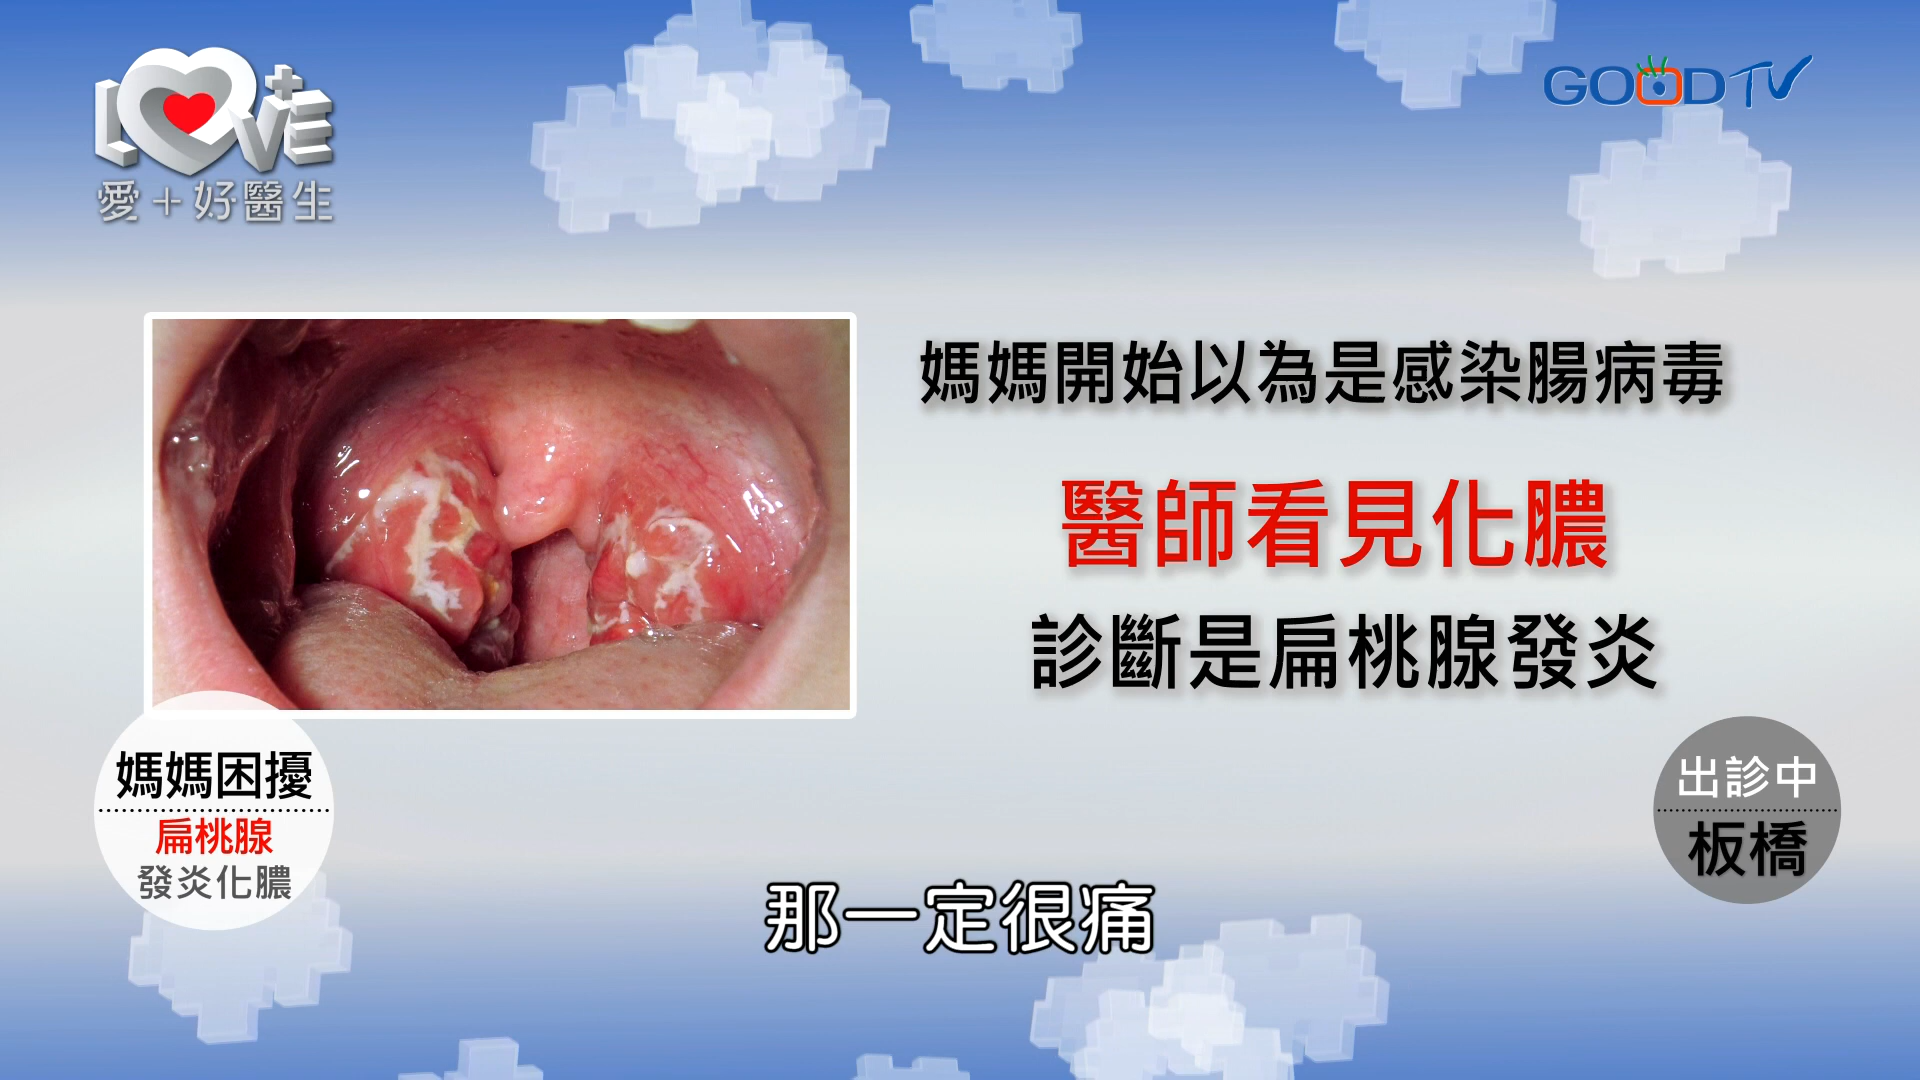 LOVE
愛+好醫生
GOODTV
媽媽開始以為是感染腸病毒
醫師看見化膿
診斷是扁桃腺發炎
媽媽困擾
扁桃腺
發炎化膿
出診中
板橋
那一定很痛